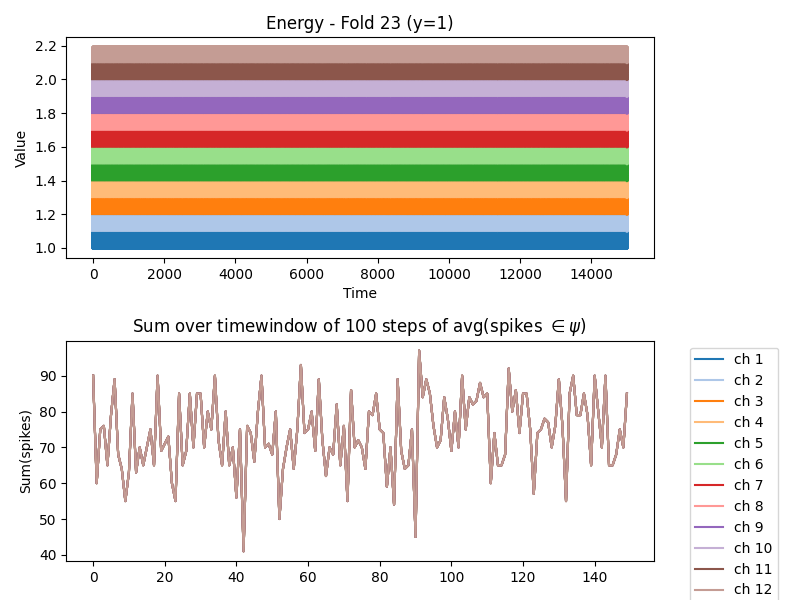 Energy - Fold 23 (y=1)
2.2
2.0
1.8
1.6
1.4
1.2
1.0
Value
0 2000 4000 6000 8000 10000 12000 14000
Time
Sum over timewindow of 100 steps of avg(spikes ∈ψ)
90
80
70
60
50
40
Sum(spikes)
0 20 40 60 80 100 120 140
ch 1
ch 2
ch 3
ch 4
ch 5
ch 6
ch 7
ch 8
ch 9
ch 10
ch 11
ch 12